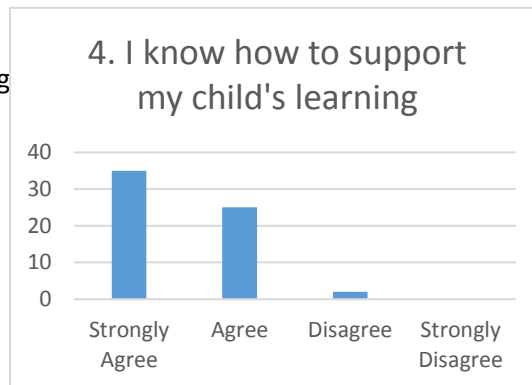 g
4. I know how to support
my child's learning
40
30
20
10
0
Strongly Agree
Agree
Disagree
Strongly Disagree